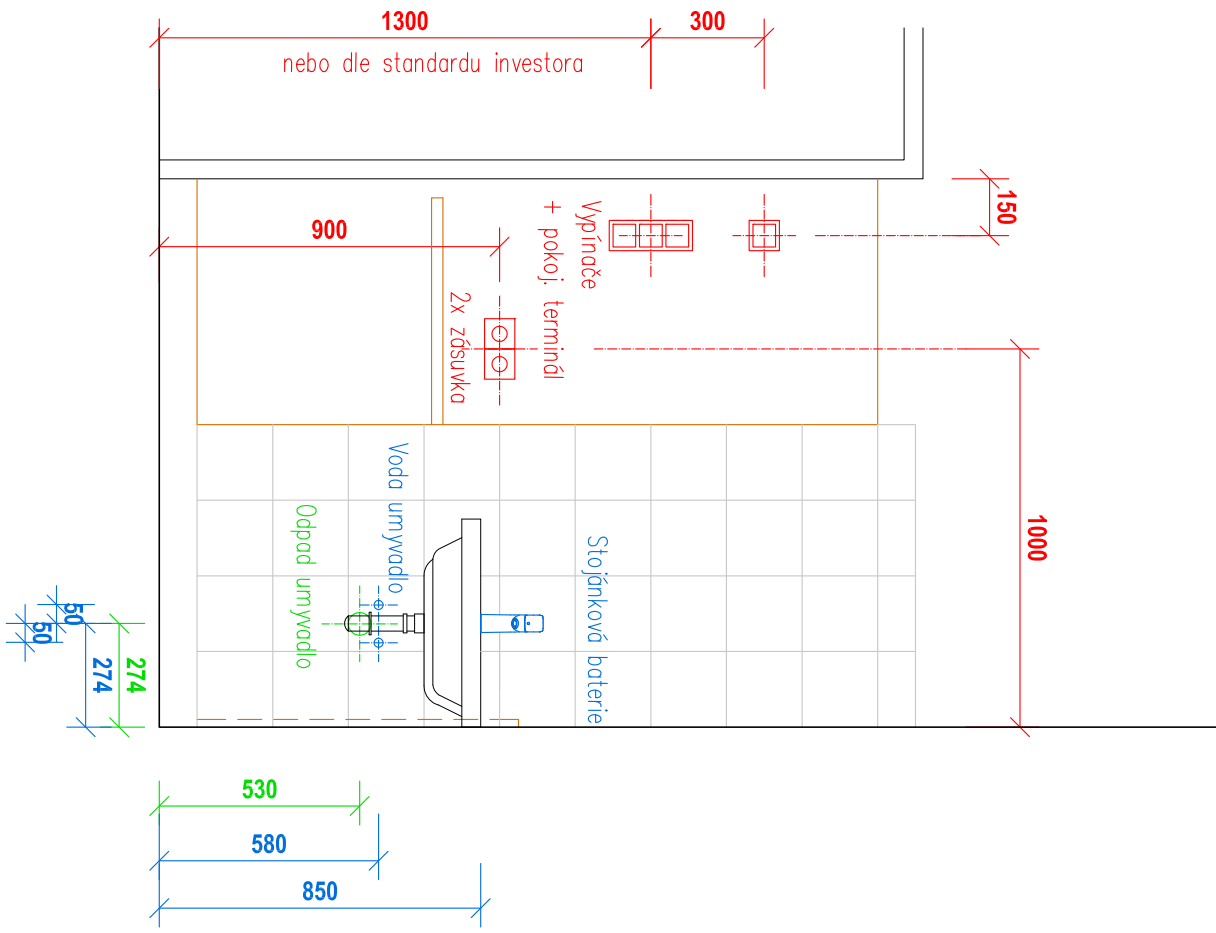 1300
300
nebo dle standardu investora
150
900
Vypínače
+ pokoj. terminál
2x zásuvka
1000
Voda umyvadlo
Odpad umyvadlo
Stojánková baterie
50
50
274
274
530
580
850